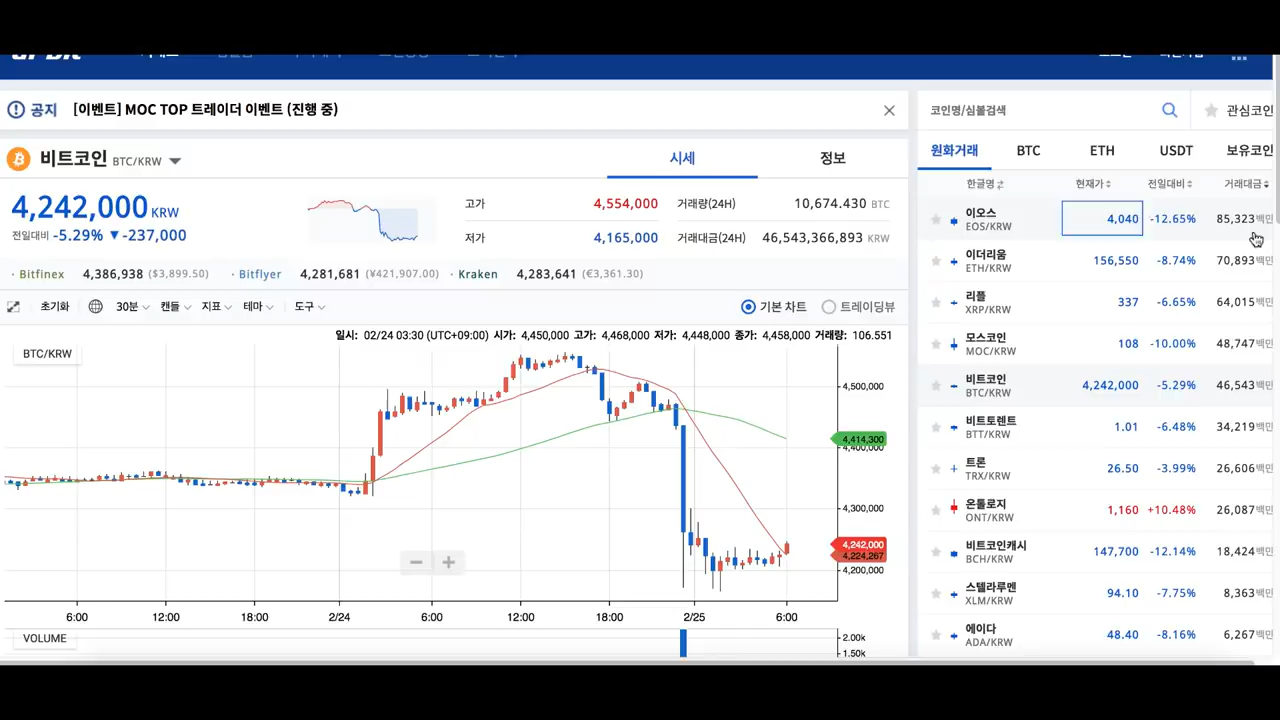 공지 [이벤트] MOC TOP 트레이더 이벤트 (진행 중)
비트코인 BTC/KRW
시세 정보
4,242,000 KRW
전일대비 -5.29% ▼-237,000
고가 4,554,000 거래량(24H) 10,674.430 BTC
저가 4,165,000 거래대금(24H) 46,543,366,893 KRW
· Bitfinex 4,386,938 ($3,899.50) · Bitflyer 4,281,681 (¥421,907.00) · Kraken 4,283,641 (€3,361.30)
초기화 30분 캔들 지표 테마 도구 기본 차트 트레이딩뷰
일시: 02/24 03:30 (UTC+09:00) 시가: 4,450,000 고가: 4,468,000 저가: 4,448,000 종가: 4,458,000 거래량: 106.551
BTC/KRW
4,500,000
4,414,300
4,400,000
4,300,000
4,242,000
4,224,267
4,200,000
6:00 12:00 18:00 2/24 6:00 12:00 18:00 2/25 6:00
VOLUME
2.00k
1.50k
코인명/심볼검색 관심코인
원화거래 BTC ETH USDT 보유코인
한글명 현재가 전일대비 거래대금
이오스 4,040 -12.65% 85,323백만
EOS/KRW
이더리움 156,550 -8.74% 70,893백만
ETH/KRW
리플 337 -6.65% 64,015백만
XRP/KRW
모스코인 108 -10.00% 48,747백만
MOC/KRW
비트코인 4,242,000 -5.29% 46,543백만
BTC/KRW
비트토렌트 1.01 -6.48% 34,219백만
BTT/KRW
트론 26.50 -3.99% 26,606백만
TRX/KRW
온톨로지 1,160 +10.48% 26,087백만
ONT/KRW
비트코인캐시 147,700 -12.14% 18,424백만
BCH/KRW
스텔라루멘 94.10 -7.75% 8,363백만
XLM/KRW
에이다 48.40 -8.16% 6,267백만
ADA/KRW